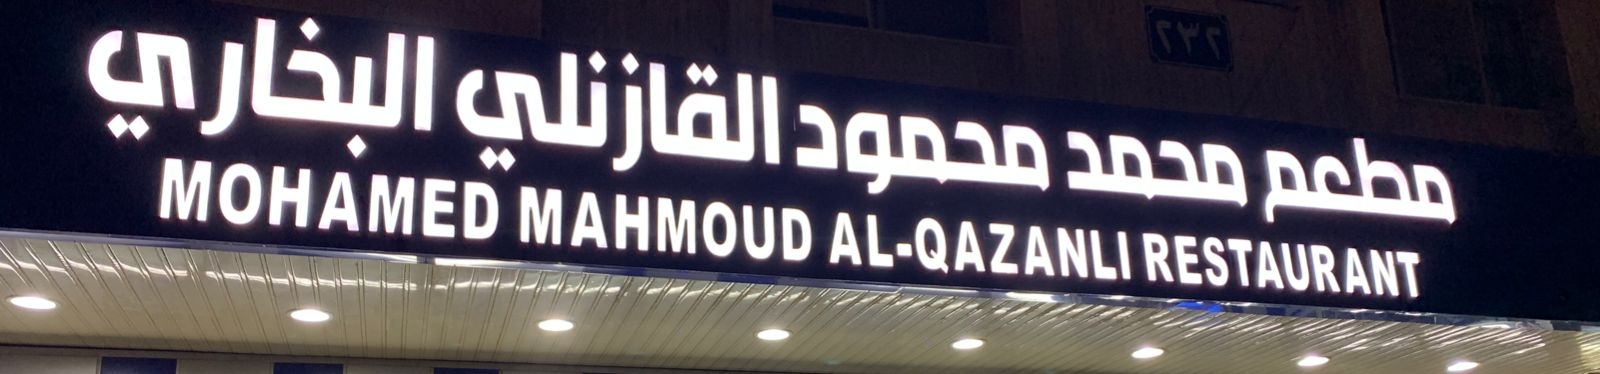 ٢٣٢
مطعم محمد محمود القازنلي البخاري
MOHAMED MAHMOUD AL-QAZANLI RESTAURANT